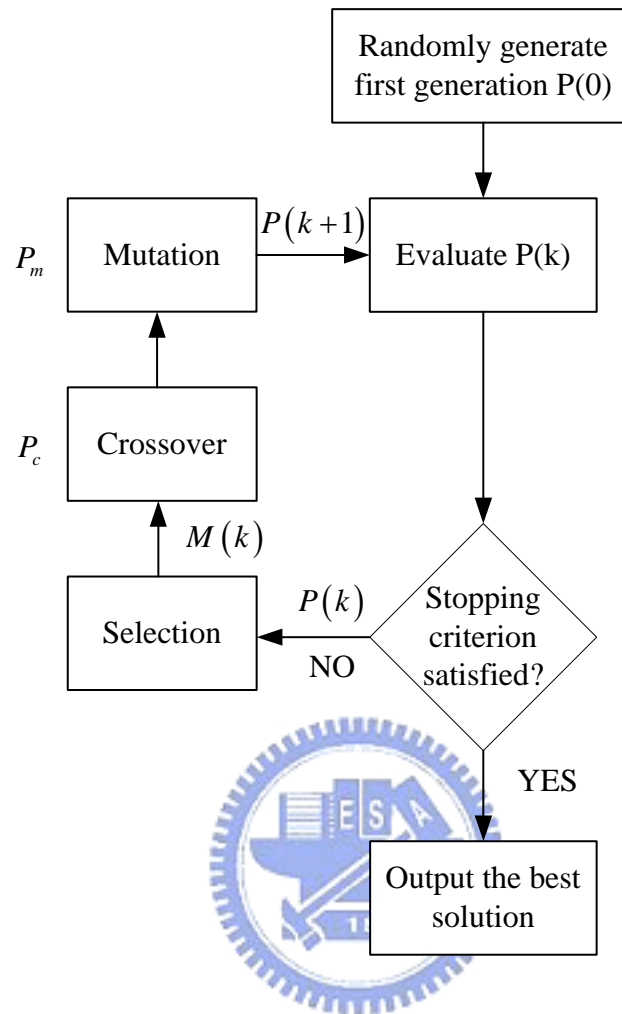 Randomly generate
first generation P(0)
P(k+1)
P_m
Mutation
Evaluate P(k)
P_c
Crossover
M(k)
P(k)
Selection
NO
Stopping
criterion
satisfied?
YES
E S A
Output the best
solution